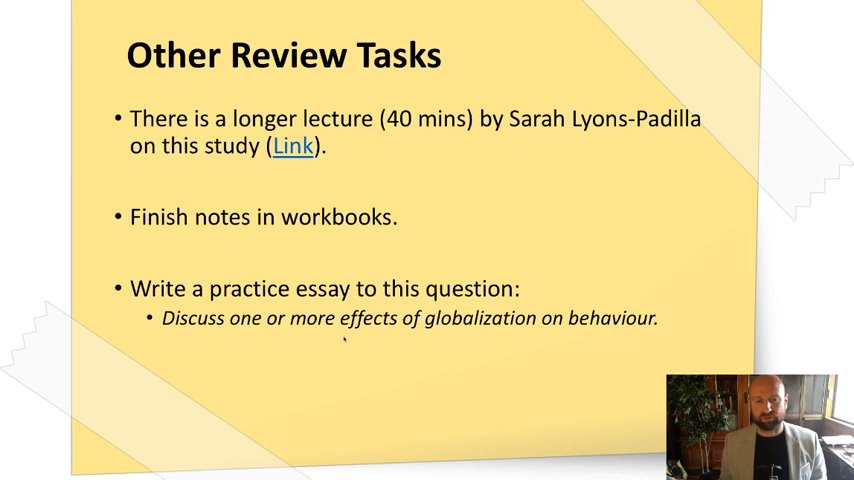 Other Review Tasks
• There is a longer lecture (40 mins) by Sarah Lyons-Padilla
on this study (Link).
• Finish notes in workbooks.
• Write a practice essay to this question:
• Discuss one or more effects of globalization on behaviour.